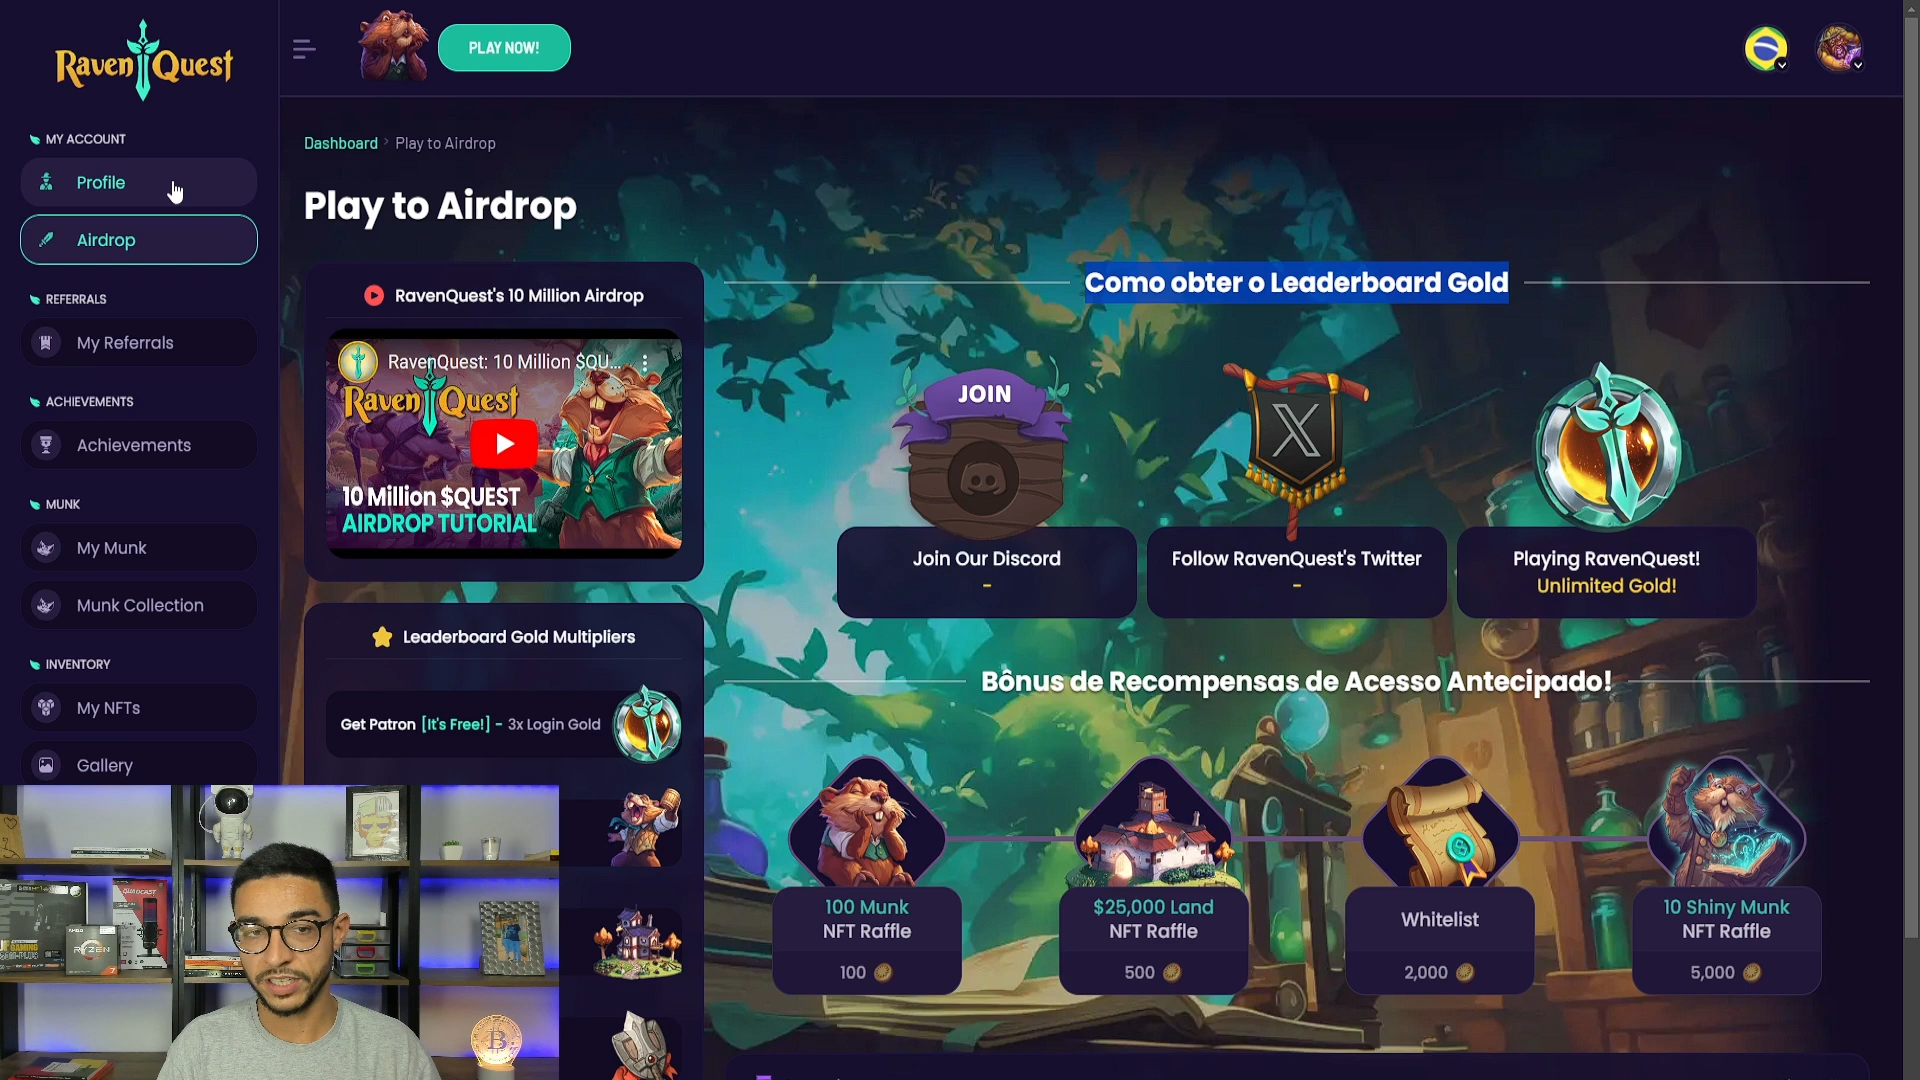 Raven Quest
PLAY NOW!
MY ACCOUNT
Profile
Airdrop
REFERRALS
My Referrals
ACHIEVEMENTS
Achievements
MUNK
My Munk
Munk Collection
INVENTORY
My NFTs
Gallery
Dashboard > Play to Airdrop
Play to Airdrop
RavenQuest's 10 Million Airdrop
RavenQuest: 10 Million $QU...
Raven Quest
10 Million $QUEST
AIRDROP TUTORIAL
Leaderboard Gold Multipliers
Get Patron [It's Free!] - 3x Login Gold
Como obter o Leaderboard Gold
JOIN
Join Our Discord
-
Follow RavenQuest's Twitter
-
Playing RavenQuest!
Unlimited Gold!
Bônus de Recompensas de Acesso Antecipado!
100 Munk
NFT Raffle
100
$25,000 Land
NFT Raffle
500
Whitelist
2,000
10 Shiny Munk
NFT Raffle
5,000
RYZEN